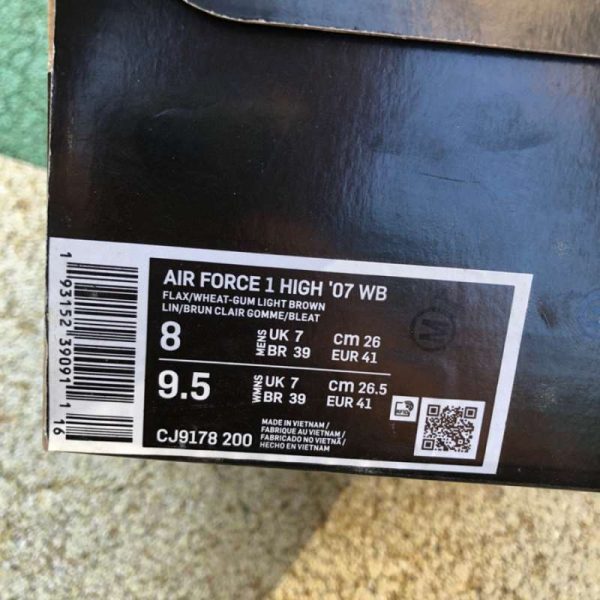 AIR FORCE 1 HIGH '07 WB
FLAX/WHEAT-GUM LIGHT BROWN
LIN/BRUN CLAIR GOMME/BLEAT
8 MENS UK 7 cm 26
BR 39 EUR 41
9.5 WMNS UK 7 cm 26.5
BR 39 EUR 41
CJ9178 200
MADE IN VIETNAM /
FABRIQUE AU VIETNAM /
FABRICADO NO VIETNÃ /
HECHO EN VIETNAM
1 93152 39091 1 16